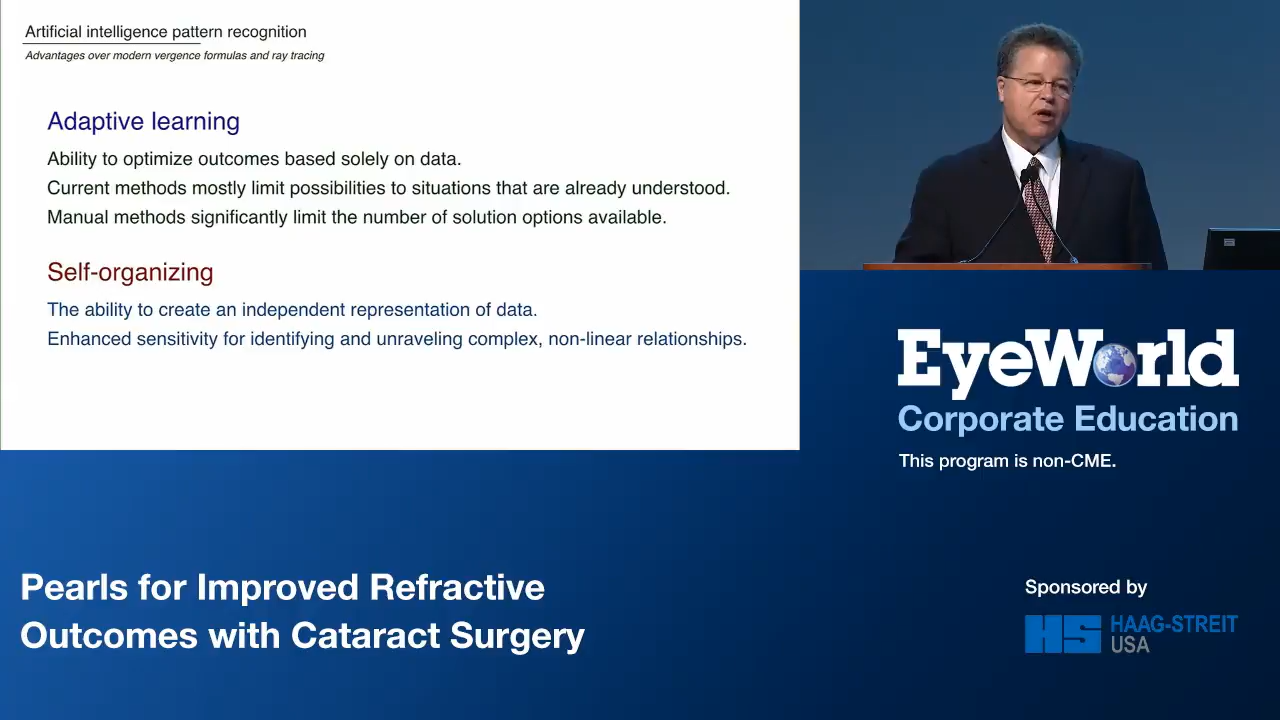 Artificial intelligence pattern recognition
Advantages over modern vergence formulas and ray tracing
Adaptive learning
Ability to optimize outcomes based solely on data.
Current methods mostly limit possibilities to situations that are already understood.
Manual methods significantly limit the number of solution options available.
Self-organizing
The ability to create an independent representation of data.
Enhanced sensitivity for identifying and unraveling complex, non-linear relationships.
EyeWorld
Corporate Education
This program is non-CME.
Pearls for Improved Refractive
Outcomes with Cataract Surgery
Sponsored by
HS HAAG-STREIT
USA